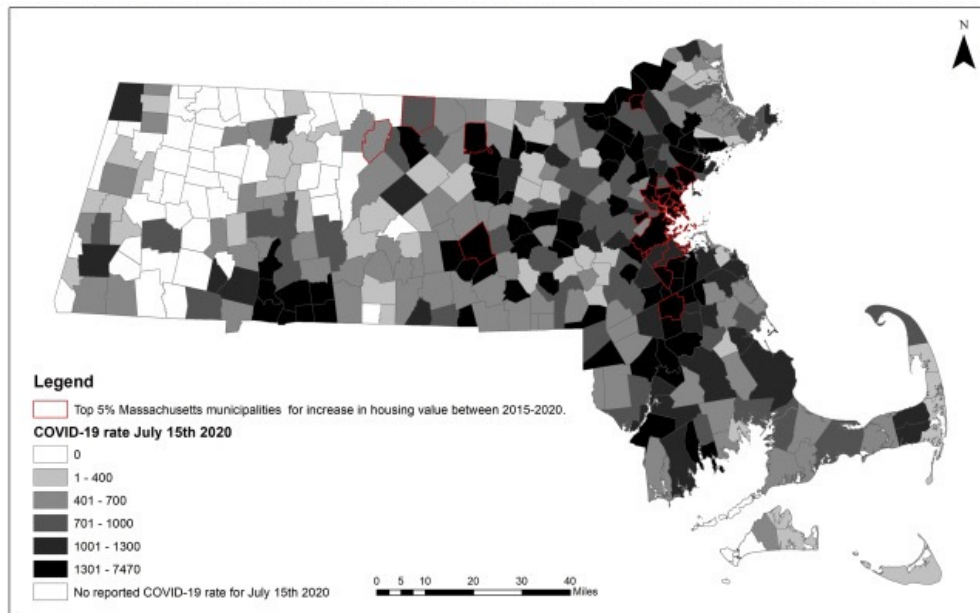 N
Legend
Top 5% Massachusetts municipalities for increase in housing value between 2015-2020.
COVID-19 rate July 15th 2020
0
1 - 400
401 - 700
701 - 1000
1001 - 1300
1301 - 7470
No reported COVID-19 rate for July 15th 2020
0 5 10 20 30 40
Miles